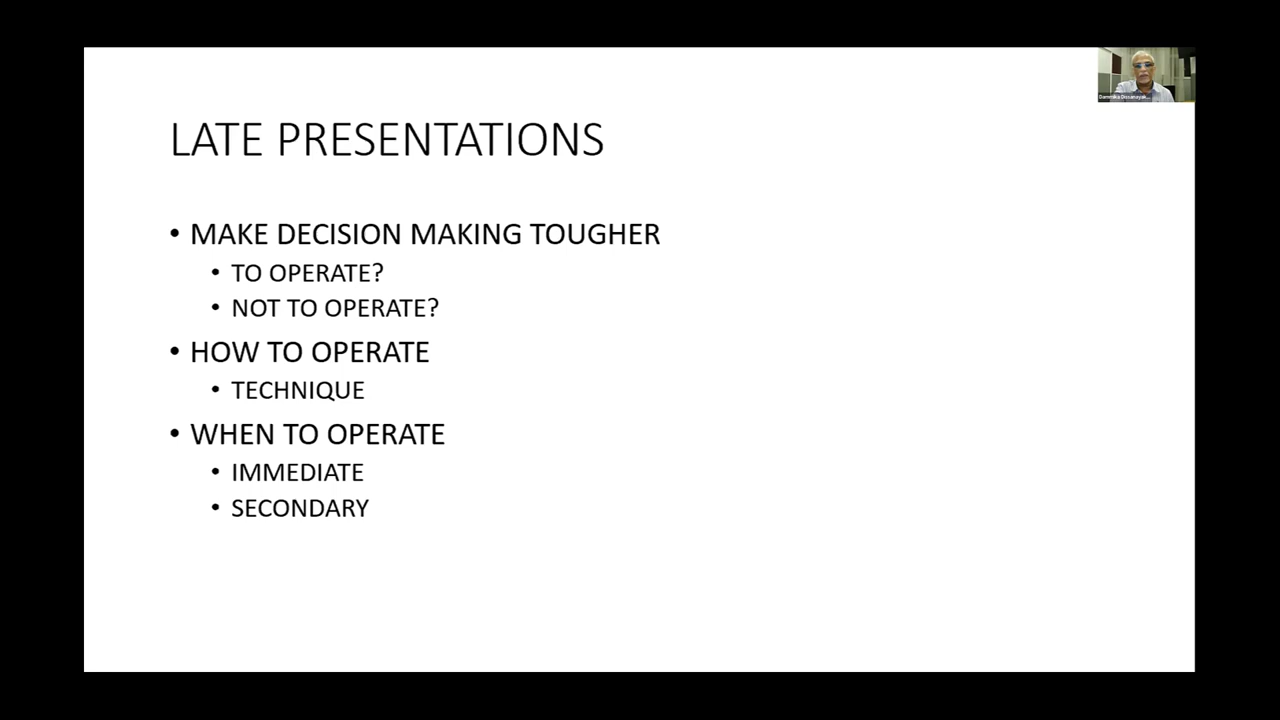 LATE PRESENTATIONS
• MAKE DECISION MAKING TOUGHER
• TO OPERATE?
• NOT TO OPERATE?
• HOW TO OPERATE
• TECHNIQUE
• WHEN TO OPERATE
• IMMEDIATE
• SECONDARY